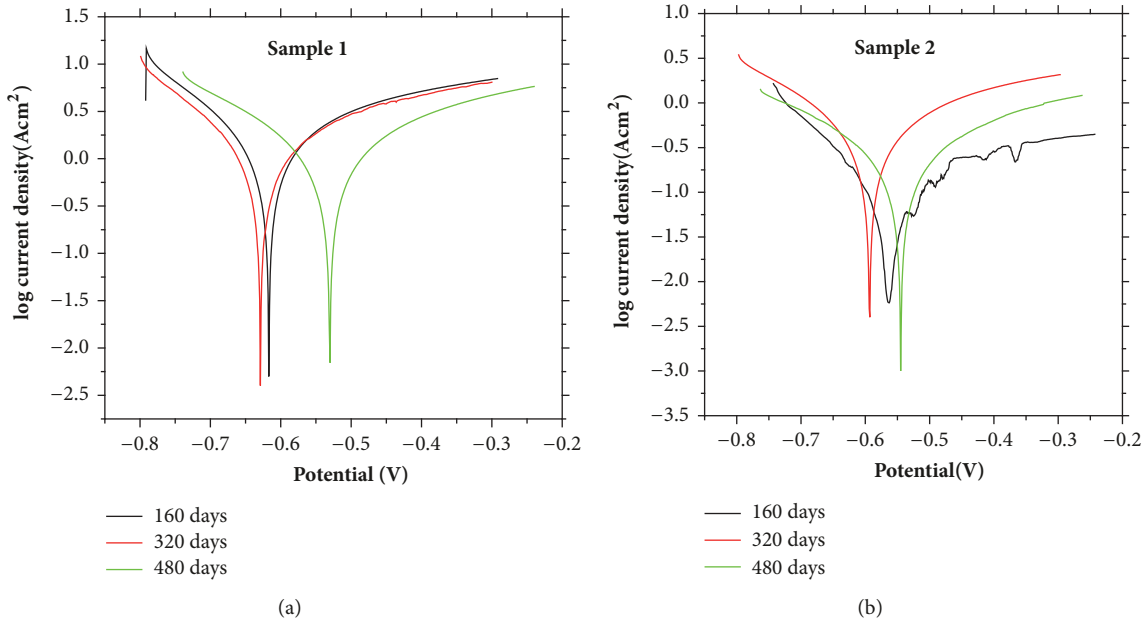 Sample 1
1.5
1.0
0.5
0.0
−0.5
−1.0
−1.5
−2.0
−2.5
log current density(Acm²)
−0.8 −0.7 −0.6 −0.5 −0.4 −0.3 −0.2
Potential (V)
160 days
320 days
480 days
(a)
Sample 2
1.0
0.5
0.0
−0.5
−1.0
−1.5
−2.0
−2.5
−3.0
−3.5
log current density(Acm²)
−0.8 −0.7 −0.6 −0.5 −0.4 −0.3 −0.2
Potential(V)
160 days
320 days
480 days
(b)